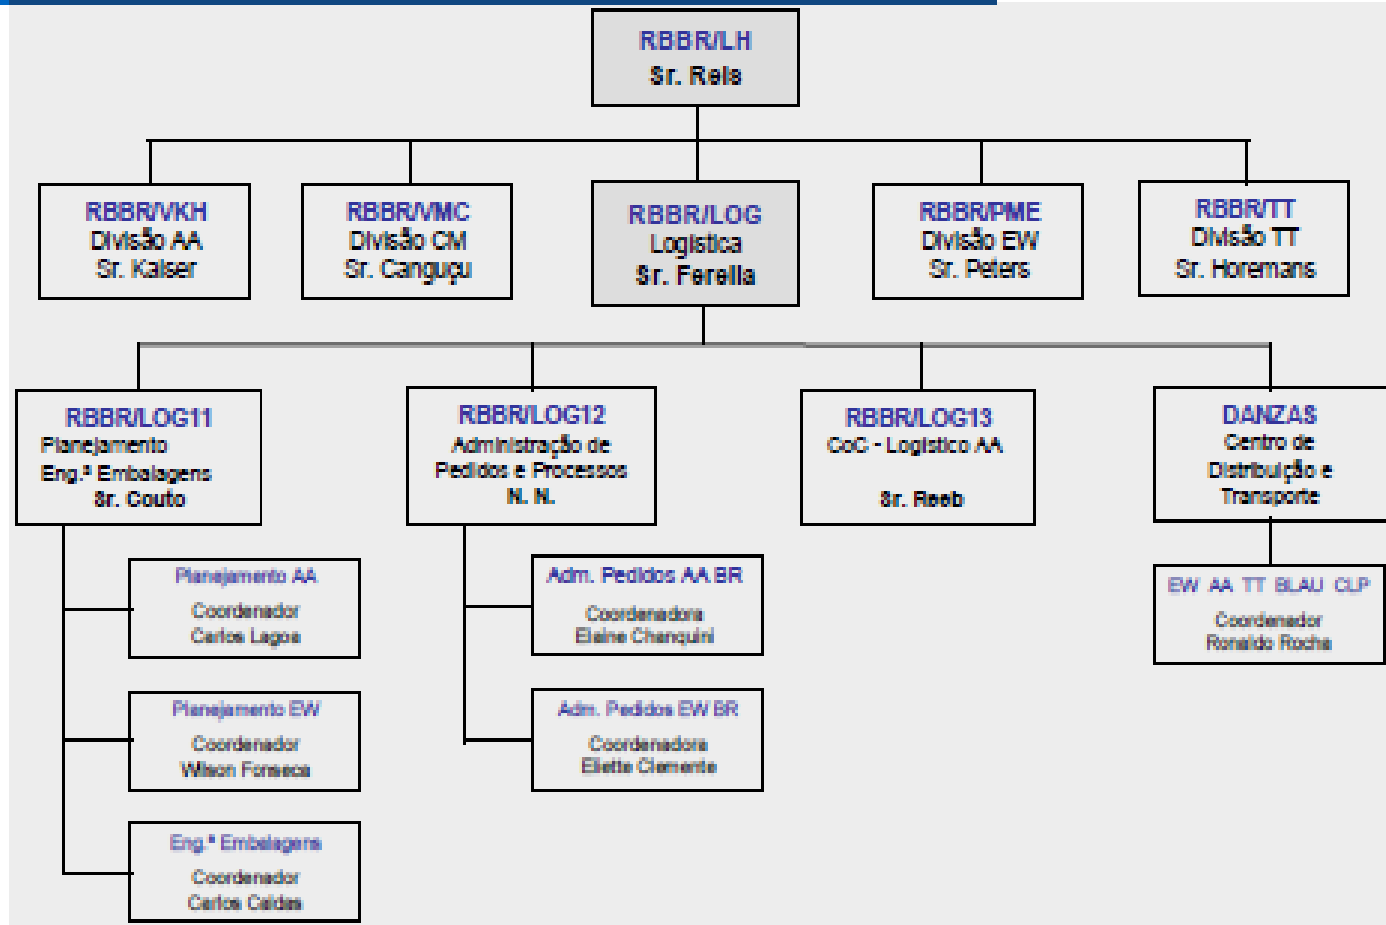 RBBR/LH
Sr. Reis
RBBR/VKH
Divisão AA
Sr. Kaiser
RBBR/VMC
Divisão CM
Sr. Canguçu
RBBR/LOG
Logística
Sr. Ferella
RBBR/PME
Divisão EW
Sr. Peters
RBBR/TT
Divisão TT
Sr. Horemans
RBBR/LOG11
Planejamento
Eng.ª Embalagens
Sr. Couto
RBBR/LOG12
Administração de
Pedidos e Processos
N. N.
RBBR/LOG13
CoC - Logístico AA
Sr. Reeb
DANZAS
Centro de
Distribuição e
Transporte
Planejamento AA
Coordenador
Carlos Lagoa
Planejamento EW
Coordenador
Wilson Fonseca
Eng.ª Embalagens
Coordenador
Carlos Caldas
Adm. Pedidos AA BR
Coordenadora
Elaine Chanquini
Adm. Pedidos EW BR
Coordenadora
Eliette Clemente
EW AA TT BLAU CLP
Coordenador
Ronaldo Rocha